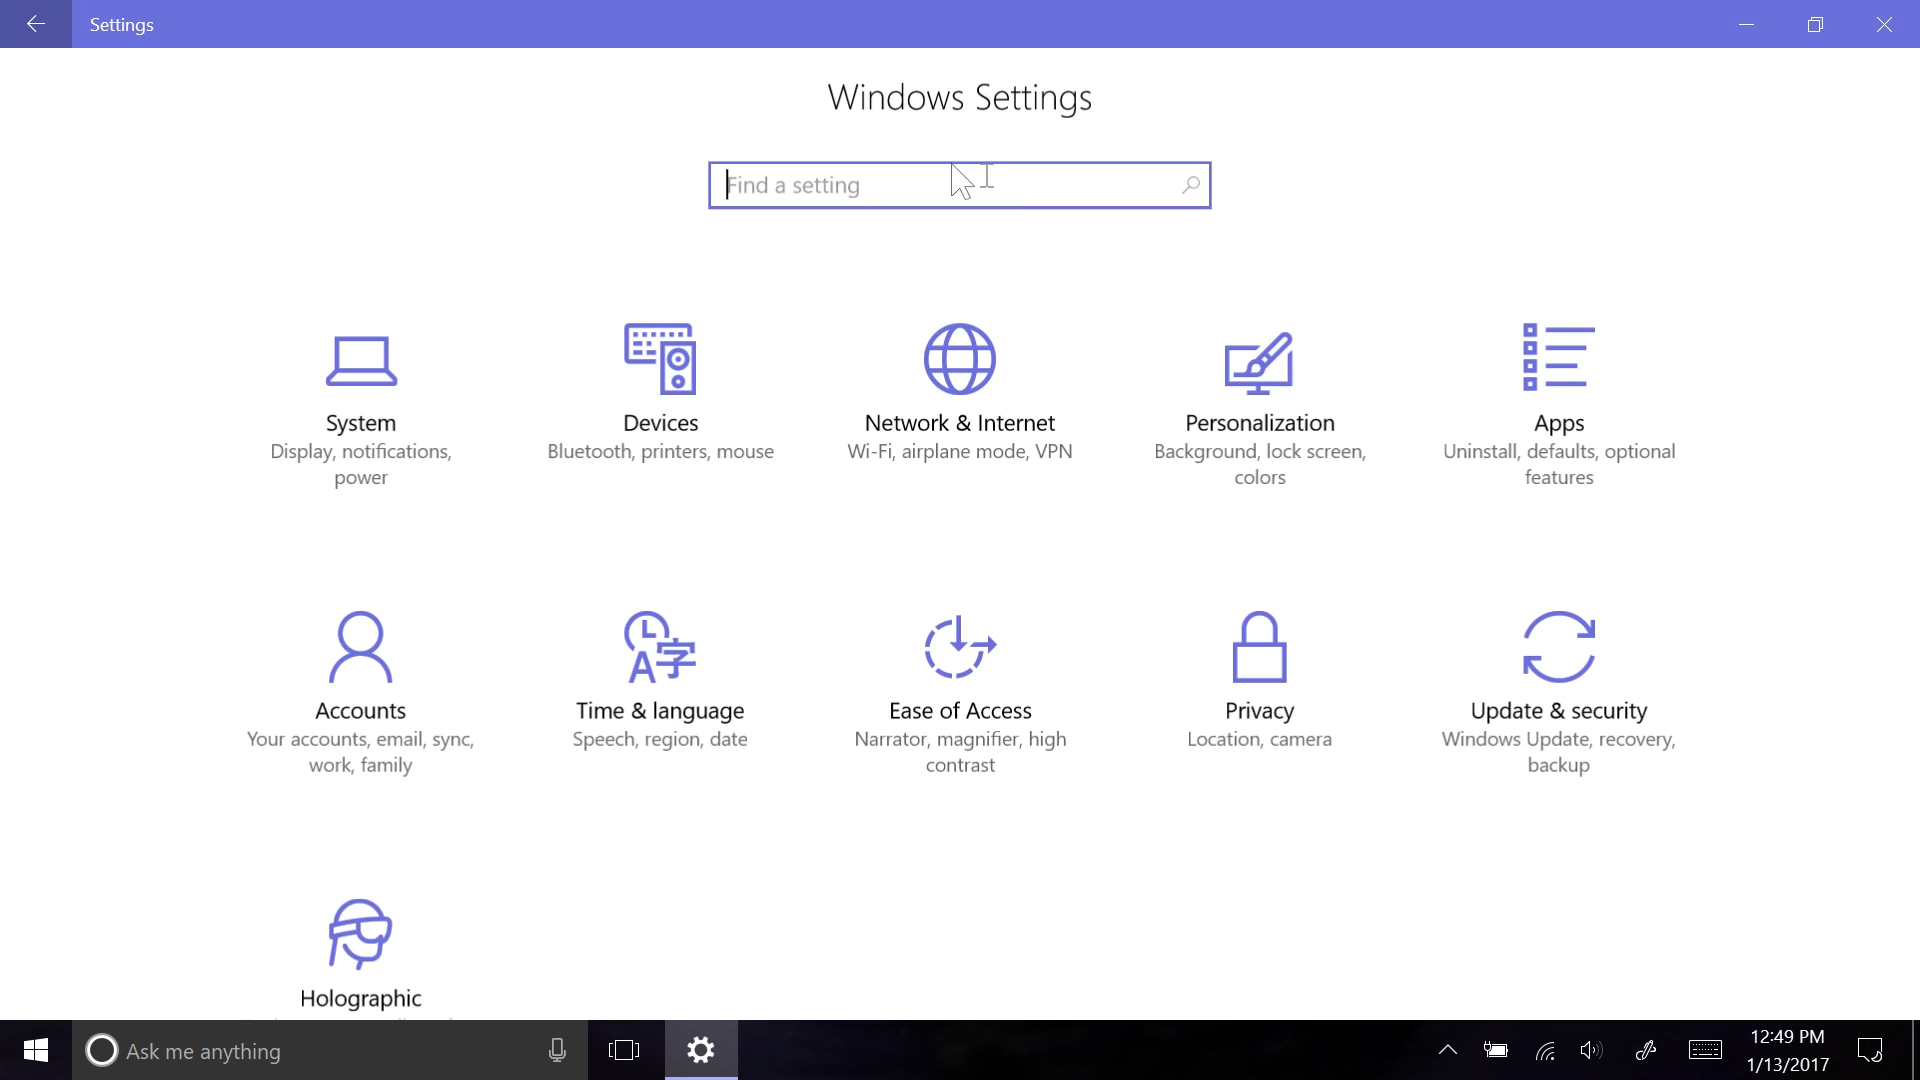 Settings
Windows Settings
Find a setting
System
Display, notifications,
power
Devices
Bluetooth, printers, mouse
Network & Internet
Wi-Fi, airplane mode, VPN
Personalization
Background, lock screen,
colors
Apps
Uninstall, defaults, optional
features
Accounts
Your accounts, email, sync,
work, family
Time & language
Speech, region, date
Ease of Access
Narrator, magnifier, high
contrast
Privacy
Location, camera
Update & security
Windows Update, recovery,
backup
Holographic
Ask me anything
12:49 PM
1/13/2017